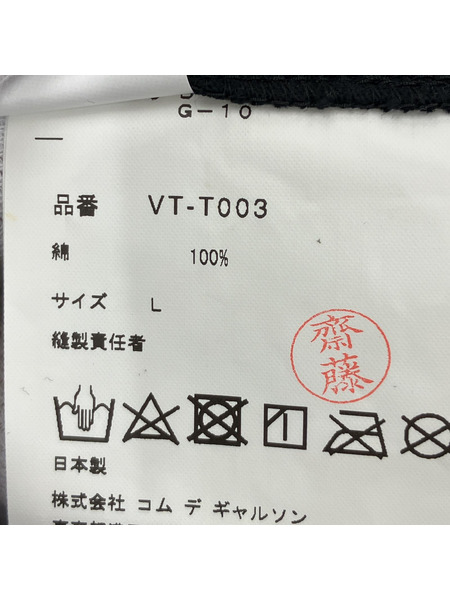 G-10
品番 VT-T003
綿 100%
サイズ L
縫製責任者
齋藤
日本製
株式会社 コム デ ギャルソン